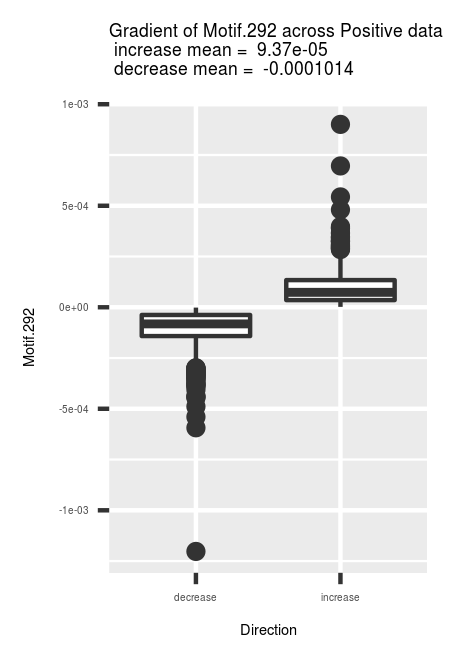 Gradient of Motif.292 across Positive data
increase mean =  9.37e-05
decrease mean =  -0.0001014
1e-03
5e-04
0e+00
-5e-04
-1e-03
Motif.292
decrease
increase
Direction